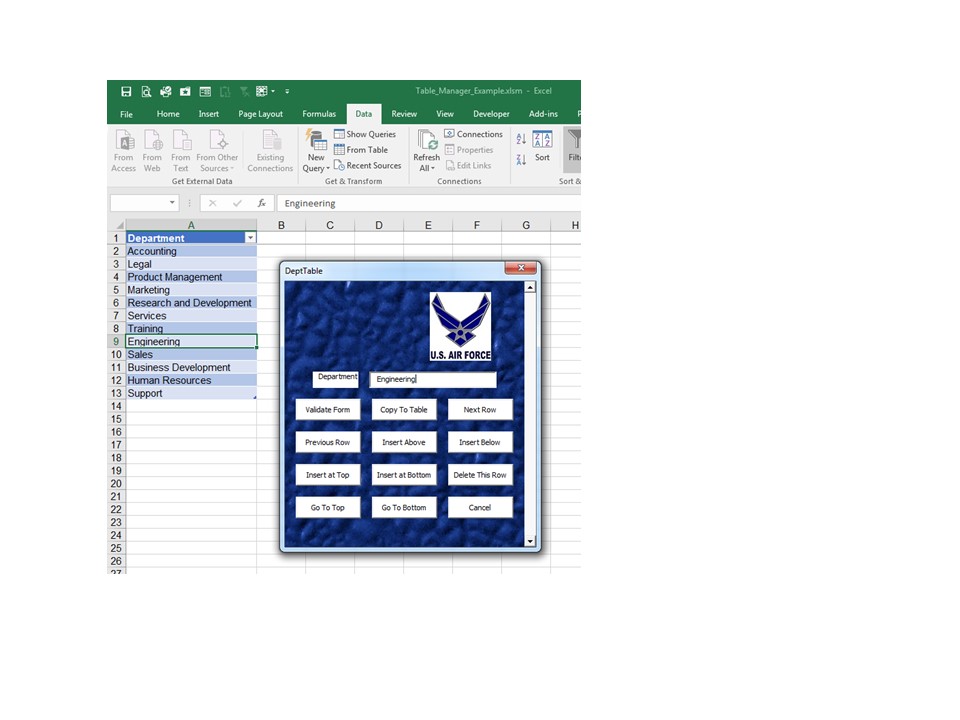 Table_Manager_Example.xlsm - Excel
File Home Insert Page Layout Formulas Data Review View Developer Add-ins P
From Access
From Web
From Text
From Other Sources
Existing Connections
Get External Data
New Query
Show Queries
From Table
Recent Sources
Get & Transform
Refresh All
Connections
Properties
Edit Links
Connections
Sort
Filt
Sort &
fx Engineering
A B C D E F G H
1 Department
2 Accounting
3 Legal
4 Product Management
5 Marketing
6 Research and Development
7 Services
8 Training
9 Engineering
10 Sales
11 Business Development
12 Human Resources
13 Support
14
15
16
17
18
19
20
21
22
23
24
25
26
27
DeptTable
U.S. AIR FORCE
Department Engineering
Validate Form Copy To Table Next Row
Previous Row Insert Above Insert Below
Insert at Top Insert at Bottom Delete This Row
Go To Top Go To Bottom Cancel